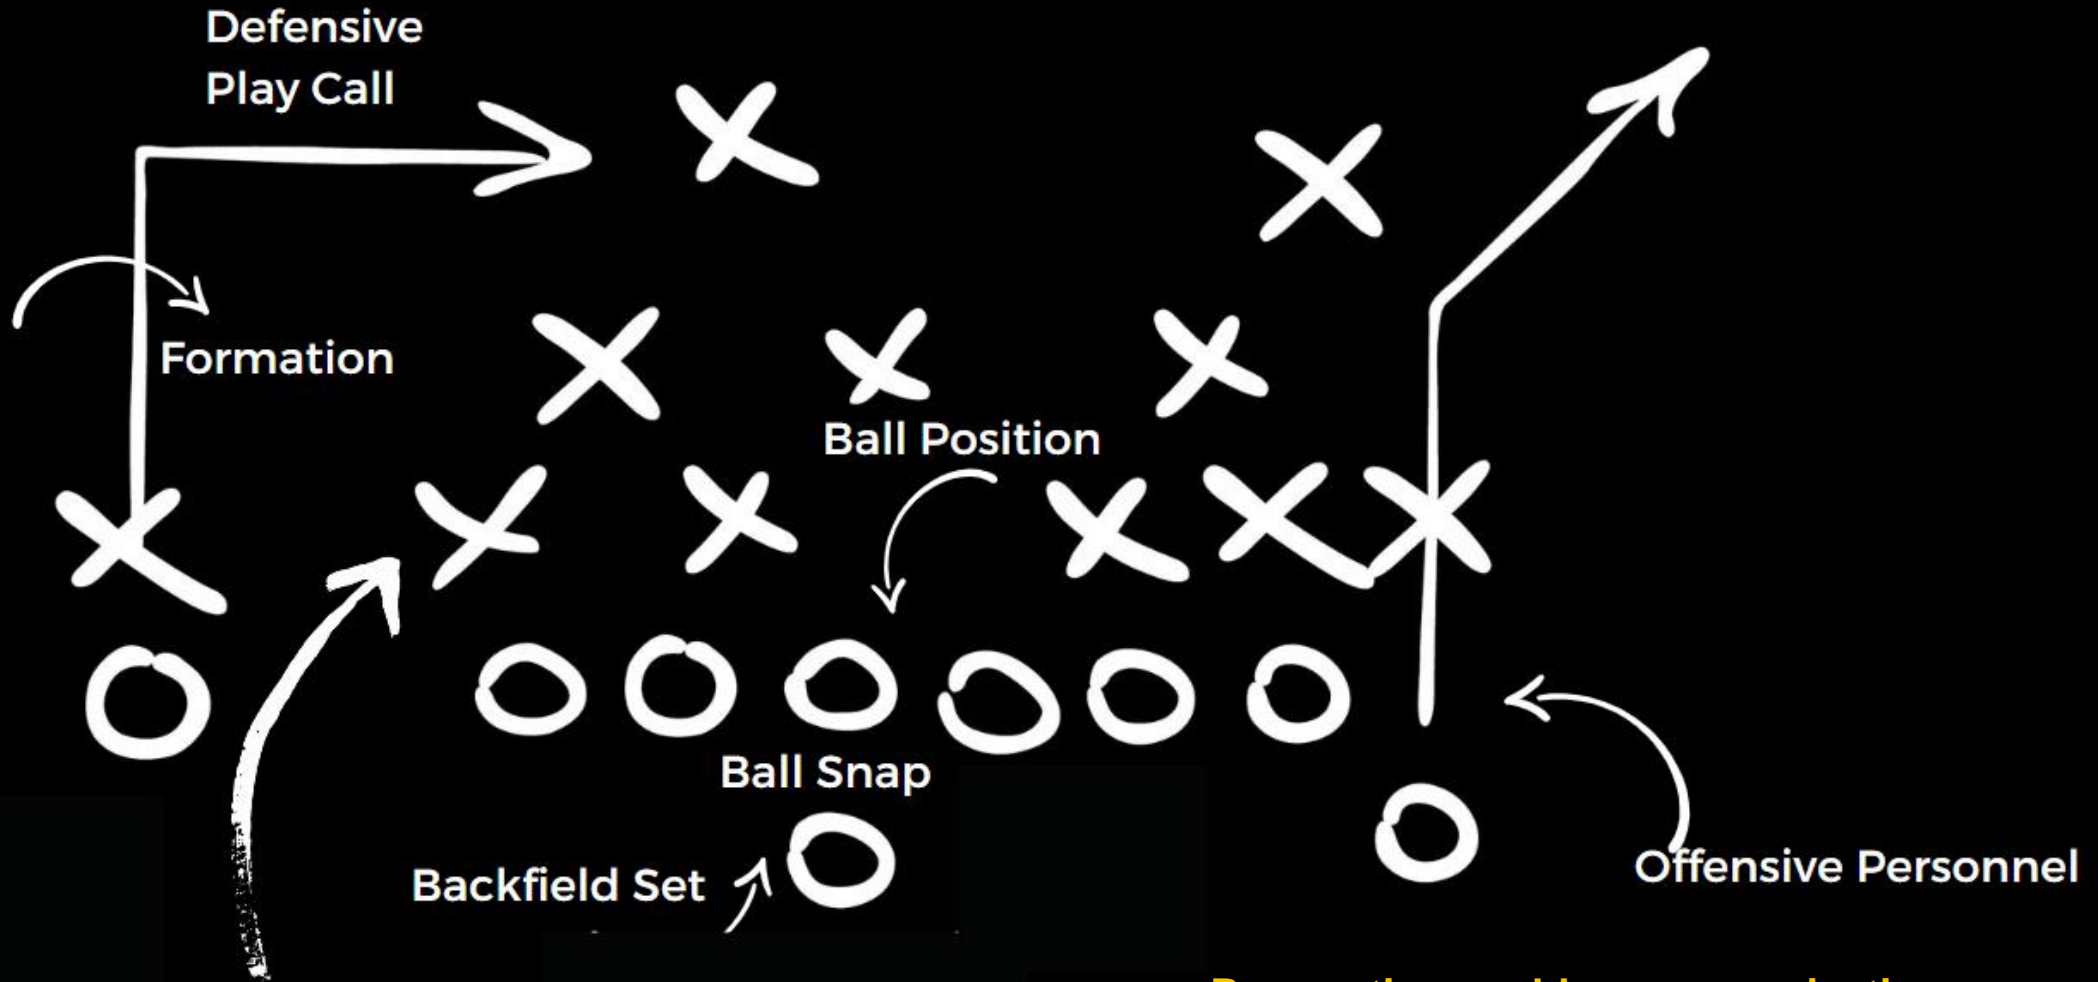 Defensive
Play Call
Formation
Ball Position
Ball Snap
Backfield Set
Offensive Personnel